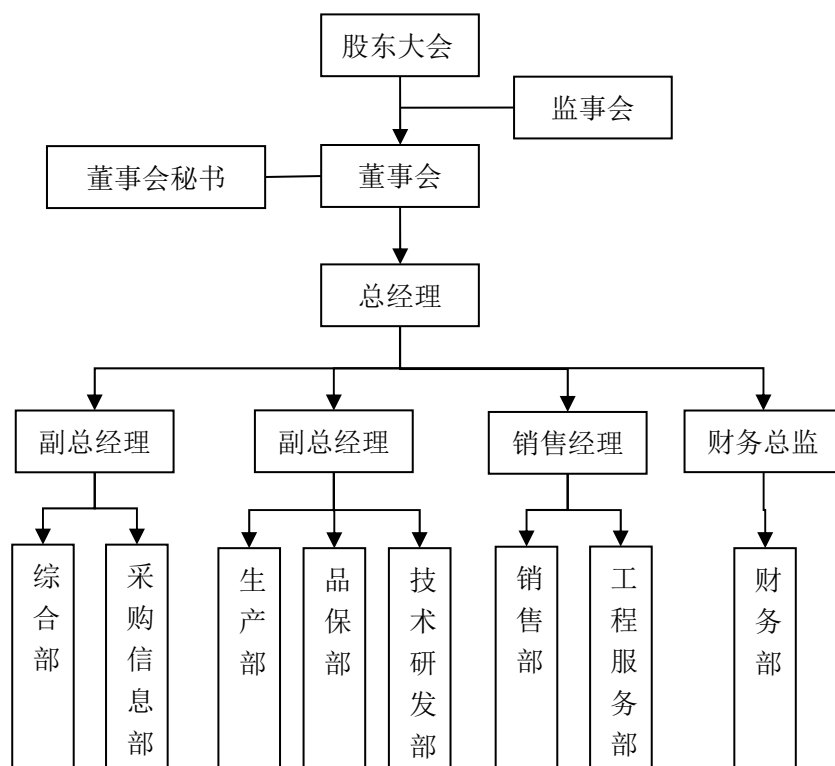 股东大会
监事会
董事会秘书
董事会
总经理
副总经理
副总经理
销售经理
财务总监
综合部
采购信息部
生产部
品保部
技术研发部
销售部
工程服务部
财务部